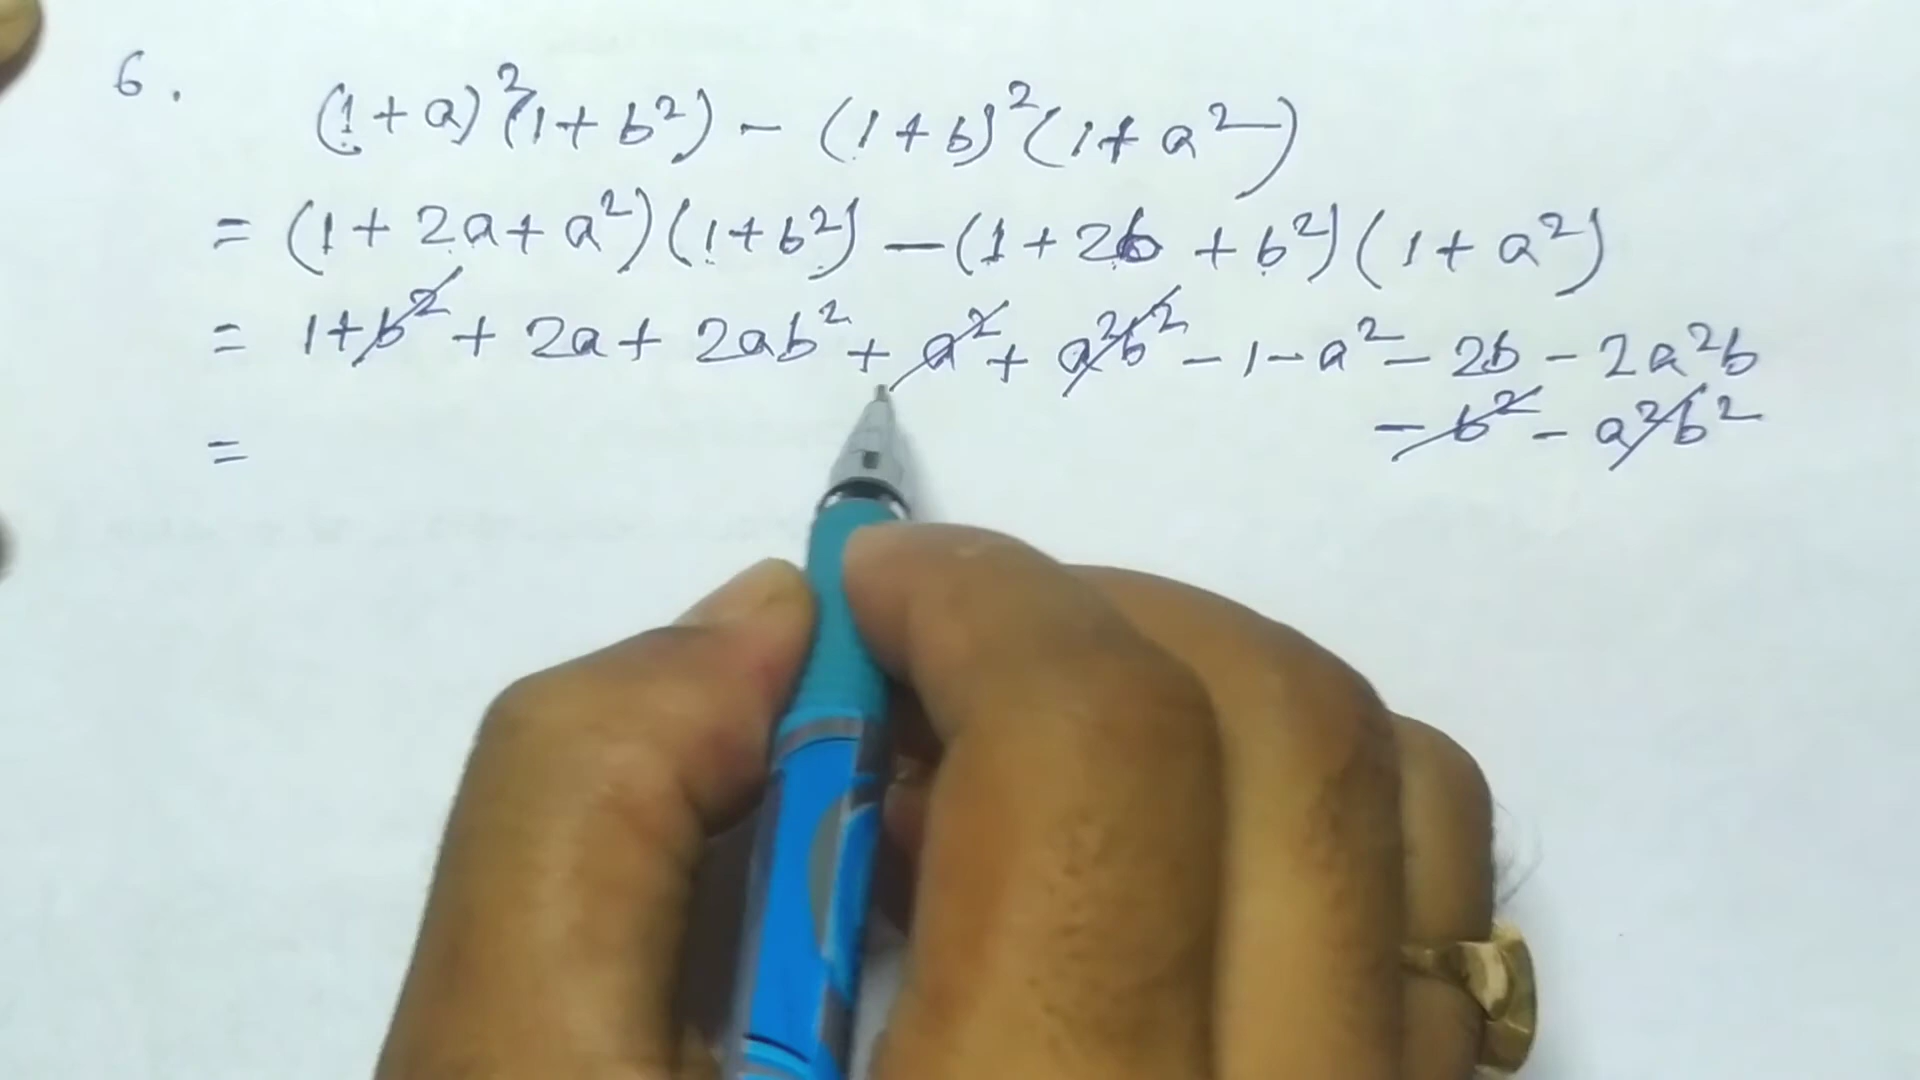 6. (1+a)²(1+b²) - (1+b)²(1+a²)
= (1+2a+a²)(1+b²) - (1+2b+b²)(1+a²)
= 1+b²+2a+2ab²+a²+a²b²-1-a²-2b-2a²b
-b²-a²b²
=